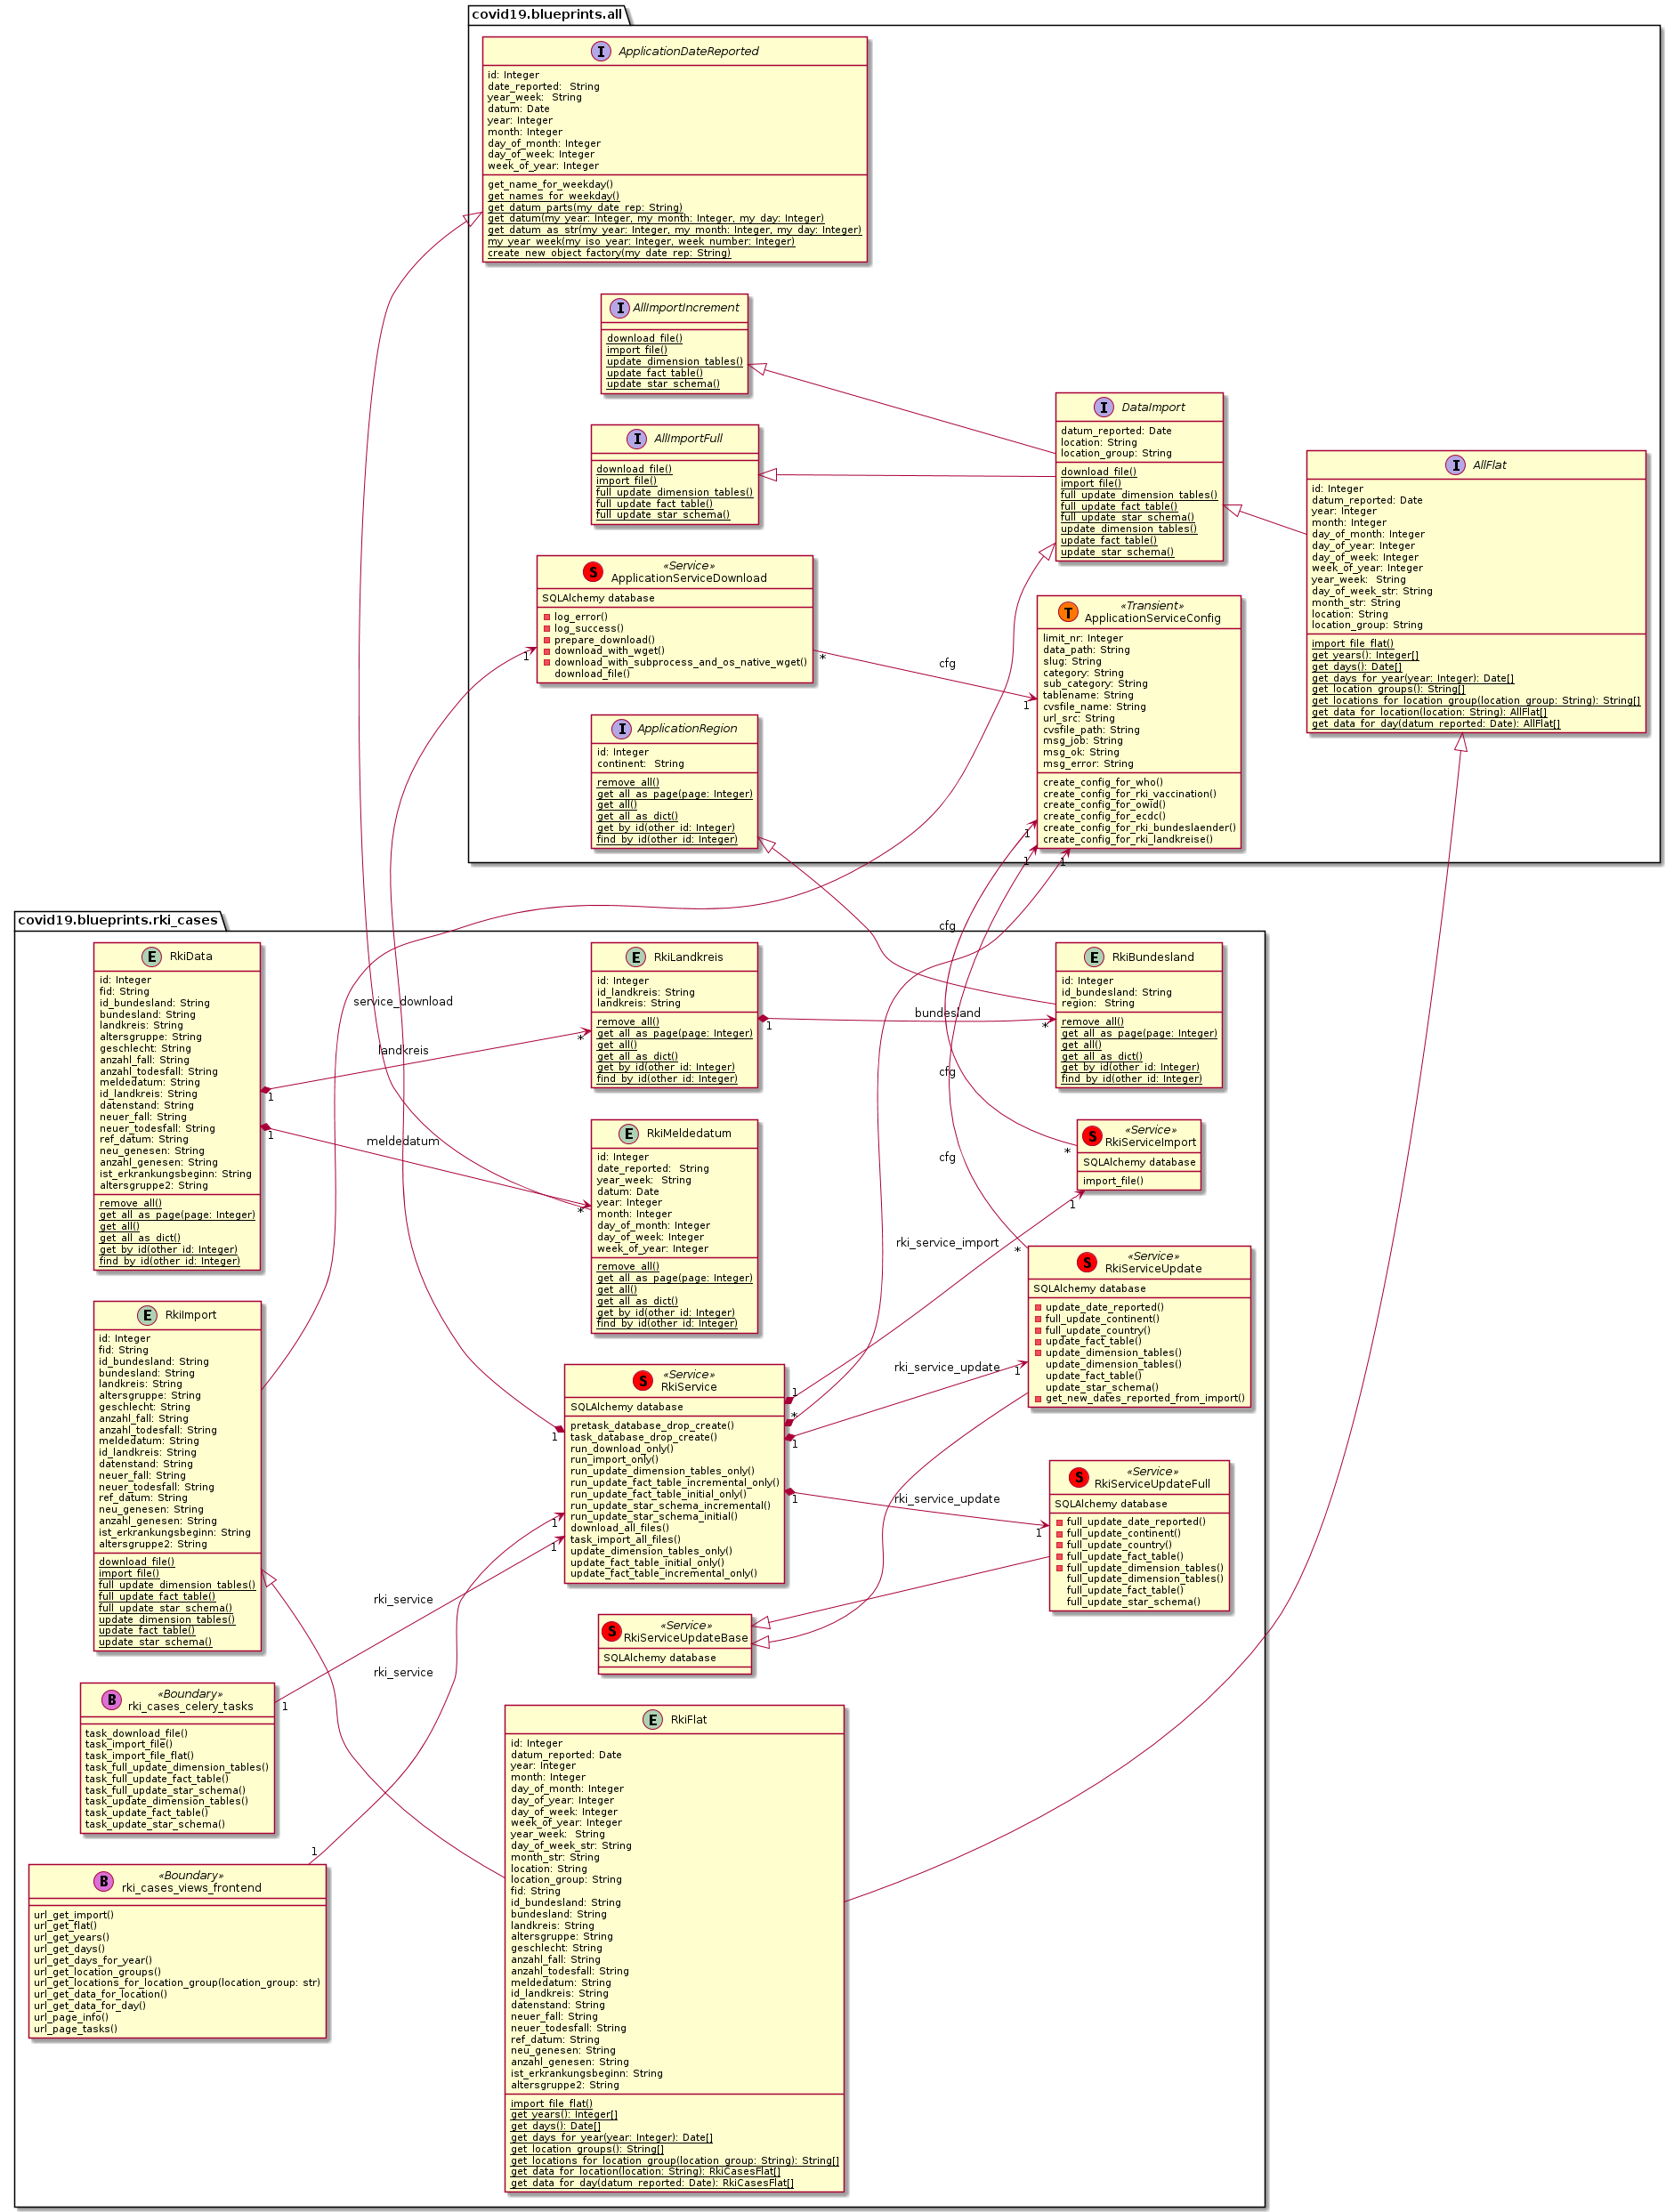 covid19.blueprints.all
I ApplicationDateReported
id: Integer
date_reported:  String
year_week:  String
datum: Date
year: Integer
month: Integer
day_of_month: Integer
day_of_week: Integer
week_of_year: Integer
get_name_for_weekday()
get_names_for_weekday()
get_datum_parts(my_date_rep: String)
get_datum(my_year: Integer, my_month: Integer, my_day: Integer)
get_datum_as_str(my_year: Integer, my_month: Integer, my_day: Integer)
my_year_week(my_iso_year: Integer, week_number: Integer)
create_new_object_factory(my_date_rep: String)
I AllImportIncrement
download_file()
import_file()
update_dimension_tables()
update_fact_table()
update_star_schema()
I AllImportFull
download_file()
import_file()
full_update_dimension_tables()
full_update_fact_table()
full_update_star_schema()
I DataImport
datum_reported: Date
location: String
location_group: String
download_file()
import_file()
full_update_dimension_tables()
full_update_fact_table()
full_update_star_schema()
update_dimension_tables()
update_fact_table()
update_star_schema()
I AllFlat
id: Integer
datum_reported: Date
year: Integer
month: Integer
day_of_month: Integer
day_of_year: Integer
day_of_week: Integer
week_of_year: Integer
year_week:  String
day_of_week_str: String
month_str: String
location: String
location_group: String
import_file_flat()
get_years(): Integer[]
get_days(): Date[]
get_days_for_year(year: Integer): Date[]
get_location_groups(): String[]
get_locations_for_location_group(location_group: String): String[]
get_data_for_location(location: String): AllFlat[]
get_data_for_day(datum_reported: Date): AllFlat[]
S «Service»
ApplicationServiceDownload
SQLAlchemy database
log_error()
log_success()
prepare_download()
download_with_wget()
download_with_subprocess_and_os_native_wget()
download_file()
1
*
cfg
1
T «Transient»
ApplicationServiceConfig
limit_nr: Integer
data_path: String
slug: String
category: String
sub_category: String
tablename: String
cvsfile_name: String
url_src: String
cvsfile_path: String
msg_job: String
msg_ok: String
msg_error: String
create_config_for_who()
create_config_for_rki_vaccination()
create_config_for_owid()
create_config_for_ecdc()
create_config_for_rki_bundeslaender()
create_config_for_rki_landkreise()
1
1
1
I ApplicationRegion
id: Integer
continent:  String
remove_all()
get_all_as_page(page: Integer)
get_all()
get_all_as_dict()
get_by_id(other_id: Integer)
find_by_id(other_id: Integer)
covid19.blueprints.rki_cases
E RkiData
id: Integer
fid: String
id_bundesland: String
bundesland: String
landkreis: String
altersgruppe: String
geschlecht: String
anzahl_fall: String
anzahl_todesfall: String
meldedatum: String
id_landkreis: String
datenstand: String
neuer_fall: String
neuer_todesfall: String
ref_datum: String
neu_genesen: String
anzahl_genesen: String
ist_erkrankungsbeginn: String
altersgruppe2: String
remove_all()
get_all_as_page(page: Integer)
get_all()
get_all_as_dict()
get_by_id(other_id: Integer)
find_by_id(other_id: Integer)
service_download
landkreis
1
*
meldedatum
1
*
E RkiLandkreis
id: Integer
id_landkreis: String
landkreis: String
remove_all()
get_all_as_page(page: Integer)
get_all()
get_all_as_dict()
get_by_id(other_id: Integer)
find_by_id(other_id: Integer)
cfg
bundesland
1
*
cfg
cfg
E RkiBundesland
id: Integer
id_bundesland: String
region:  String
remove_all()
get_all_as_page(page: Integer)
get_all()
get_all_as_dict()
get_by_id(other_id: Integer)
find_by_id(other_id: Integer)
E RkiMeldedatum
id: Integer
date_reported:  String
year_week:  String
datum: Date
year: Integer
month: Integer
day_of_month: Integer
day_of_week: Integer
week_of_year: Integer
remove_all()
get_all_as_page(page: Integer)
get_all()
get_all_as_dict()
get_by_id(other_id: Integer)
find_by_id(other_id: Integer)
*
S «Service»
RkiServiceImport
SQLAlchemy database
import_file()
1
rki_service_import
*
S «Service»
RkiServiceUpdate
SQLAlchemy database
update_date_reported()
full_update_continent()
full_update_country()
update_fact_table()
update_dimension_tables()
update_dimension_tables()
update_fact_table()
update_star_schema()
get_new_dates_reported_from_import()
E RkiImport
id: Integer
fid: String
id_bundesland: String
bundesland: String
landkreis: String
altersgruppe: String
geschlecht: String
anzahl_fall: String
anzahl_todesfall: String
meldedatum: String
id_landkreis: String
datenstand: String
neuer_fall: String
neuer_todesfall: String
ref_datum: String
neu_genesen: String
anzahl_genesen: String
ist_erkrankungsbeginn: String
altersgruppe2: String
download_file()
import_file()
full_update_dimension_tables()
full_update_fact_table()
full_update_star_schema()
update_dimension_tables()
update_fact_table()
update_star_schema()
S «Service»
RkiService
SQLAlchemy database
pretask_database_drop_create()
task_database_drop_create()
run_download_only()
run_import_only()
run_update_dimension_tables_only()
run_update_fact_table_incremental_only()
run_update_fact_table_initial_only()
run_update_star_schema_incremental()
run_update_star_schema_initial()
download_all_files()
task_import_all_files()
update_dimension_tables_only()
update_fact_table_initial_only()
update_fact_table_incremental_only()
1
1
1
1
*
1
1
rki_service_update
1
rki_service_update
1
S «Service»
RkiServiceUpdateFull
SQLAlchemy database
full_update_date_reported()
full_update_continent()
full_update_country()
full_update_fact_table()
full_update_dimension_tables()
full_update_dimension_tables()
full_update_fact_table()
full_update_star_schema()
S «Service»
RkiServiceUpdateBase
SQLAlchemy database
rki_service
rki_service
B «Boundary»
rki_cases_celery_tasks
task_download_file()
task_import_file()
task_import_file_flat()
task_full_update_dimension_tables()
task_full_update_fact_table()
task_full_update_star_schema()
task_update_dimension_tables()
task_update_fact_table()
task_update_star_schema()
1
1
B «Boundary»
rki_cases_views_frontend
url_get_import()
url_get_flat()
url_get_years()
url_get_days()
url_get_days_for_year()
url_get_location_groups()
url_get_locations_for_location_group(location_group: str)
url_get_data_for_location()
url_get_data_for_day()
url_page_info()
url_page_tasks()
E RkiFlat
id: Integer
datum_reported: Date
year: Integer
month: Integer
day_of_month: Integer
day_of_year: Integer
day_of_week: Integer
week_of_year: Integer
year_week:  String
day_of_week_str: String
month_str: String
location: String
location_group: String
fid: String
id_bundesland: String
bundesland: String
landkreis: String
altersgruppe: String
geschlecht: String
anzahl_fall: String
anzahl_todesfall: String
meldedatum: String
id_landkreis: String
datenstand: String
neuer_fall: String
neuer_todesfall: String
ref_datum: String
neu_genesen: String
anzahl_genesen: String
ist_erkrankungsbeginn: String
altersgruppe2: String
import_file_flat()
get_years(): Integer[]
get_days(): Date[]
get_days_for_year(year: Integer): Date[]
get_location_groups(): String[]
get_locations_for_location_group(location_group: String): String[]
get_data_for_location(location: String): RkiCasesFlat[]
get_data_for_day(datum_reported: Date): RkiCasesFlat[]